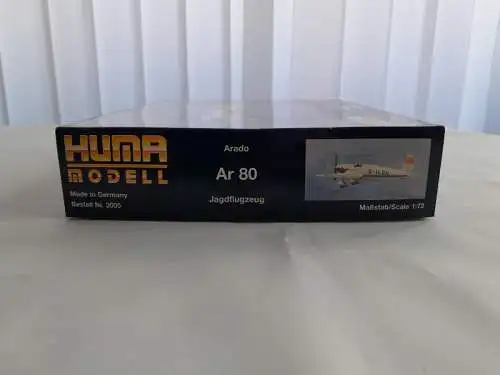 HUMA
MODELL
Made in Germany
Bestell Nr. 3000
Arado
Ar 80
Jagdflugzeug
Maßstab/Scale 1:72